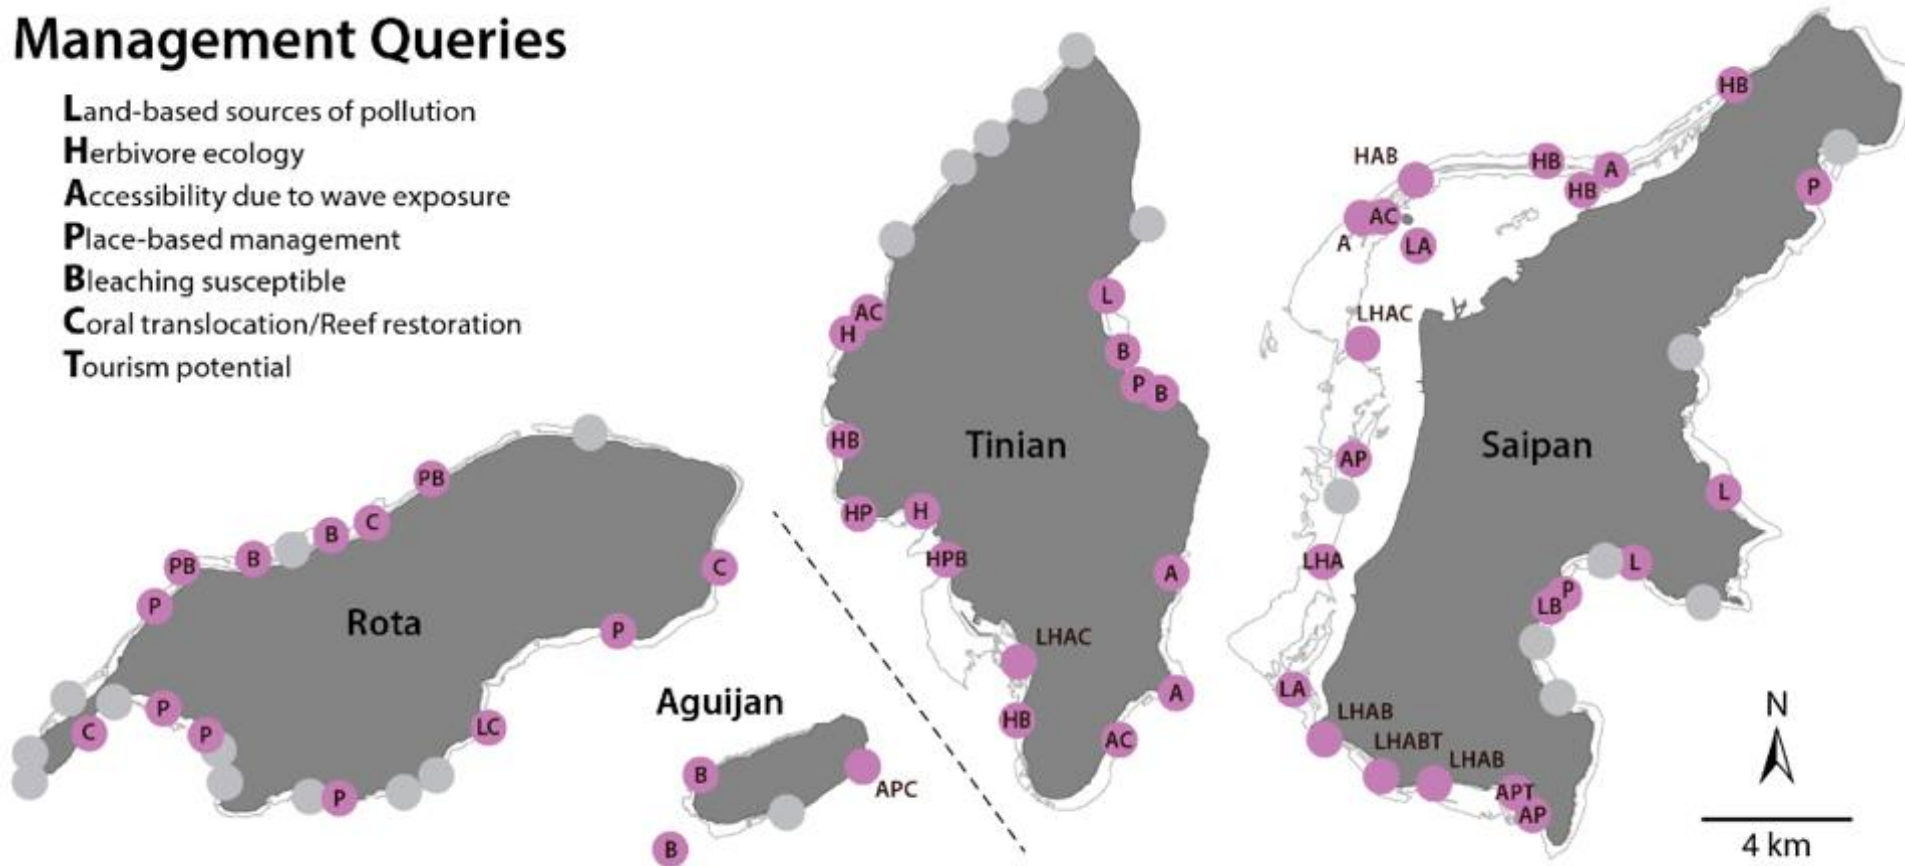 Management Queries
Land-based sources of pollution
Herbivore ecology
Accessibility due to wave exposure
Place-based management
Bleaching susceptible
Coral translocation/Reef restoration
Tourism potential
PB
C
B
B
PB
P
C
Rota
P
P
C
P
LC
P
Aguijan
B
APC
B
L
AC
H
B
P
B
HB
Tinian
HP
H
HPB
A
LHAC
A
HB
AC
HB
HAB
HB
A
HB
P
AC
A
LA
LHAC
Saipan
AP
L
LHA
L
P
LB
LA
LHAB
LHABT
LHAB
APT
AP
N
4 km